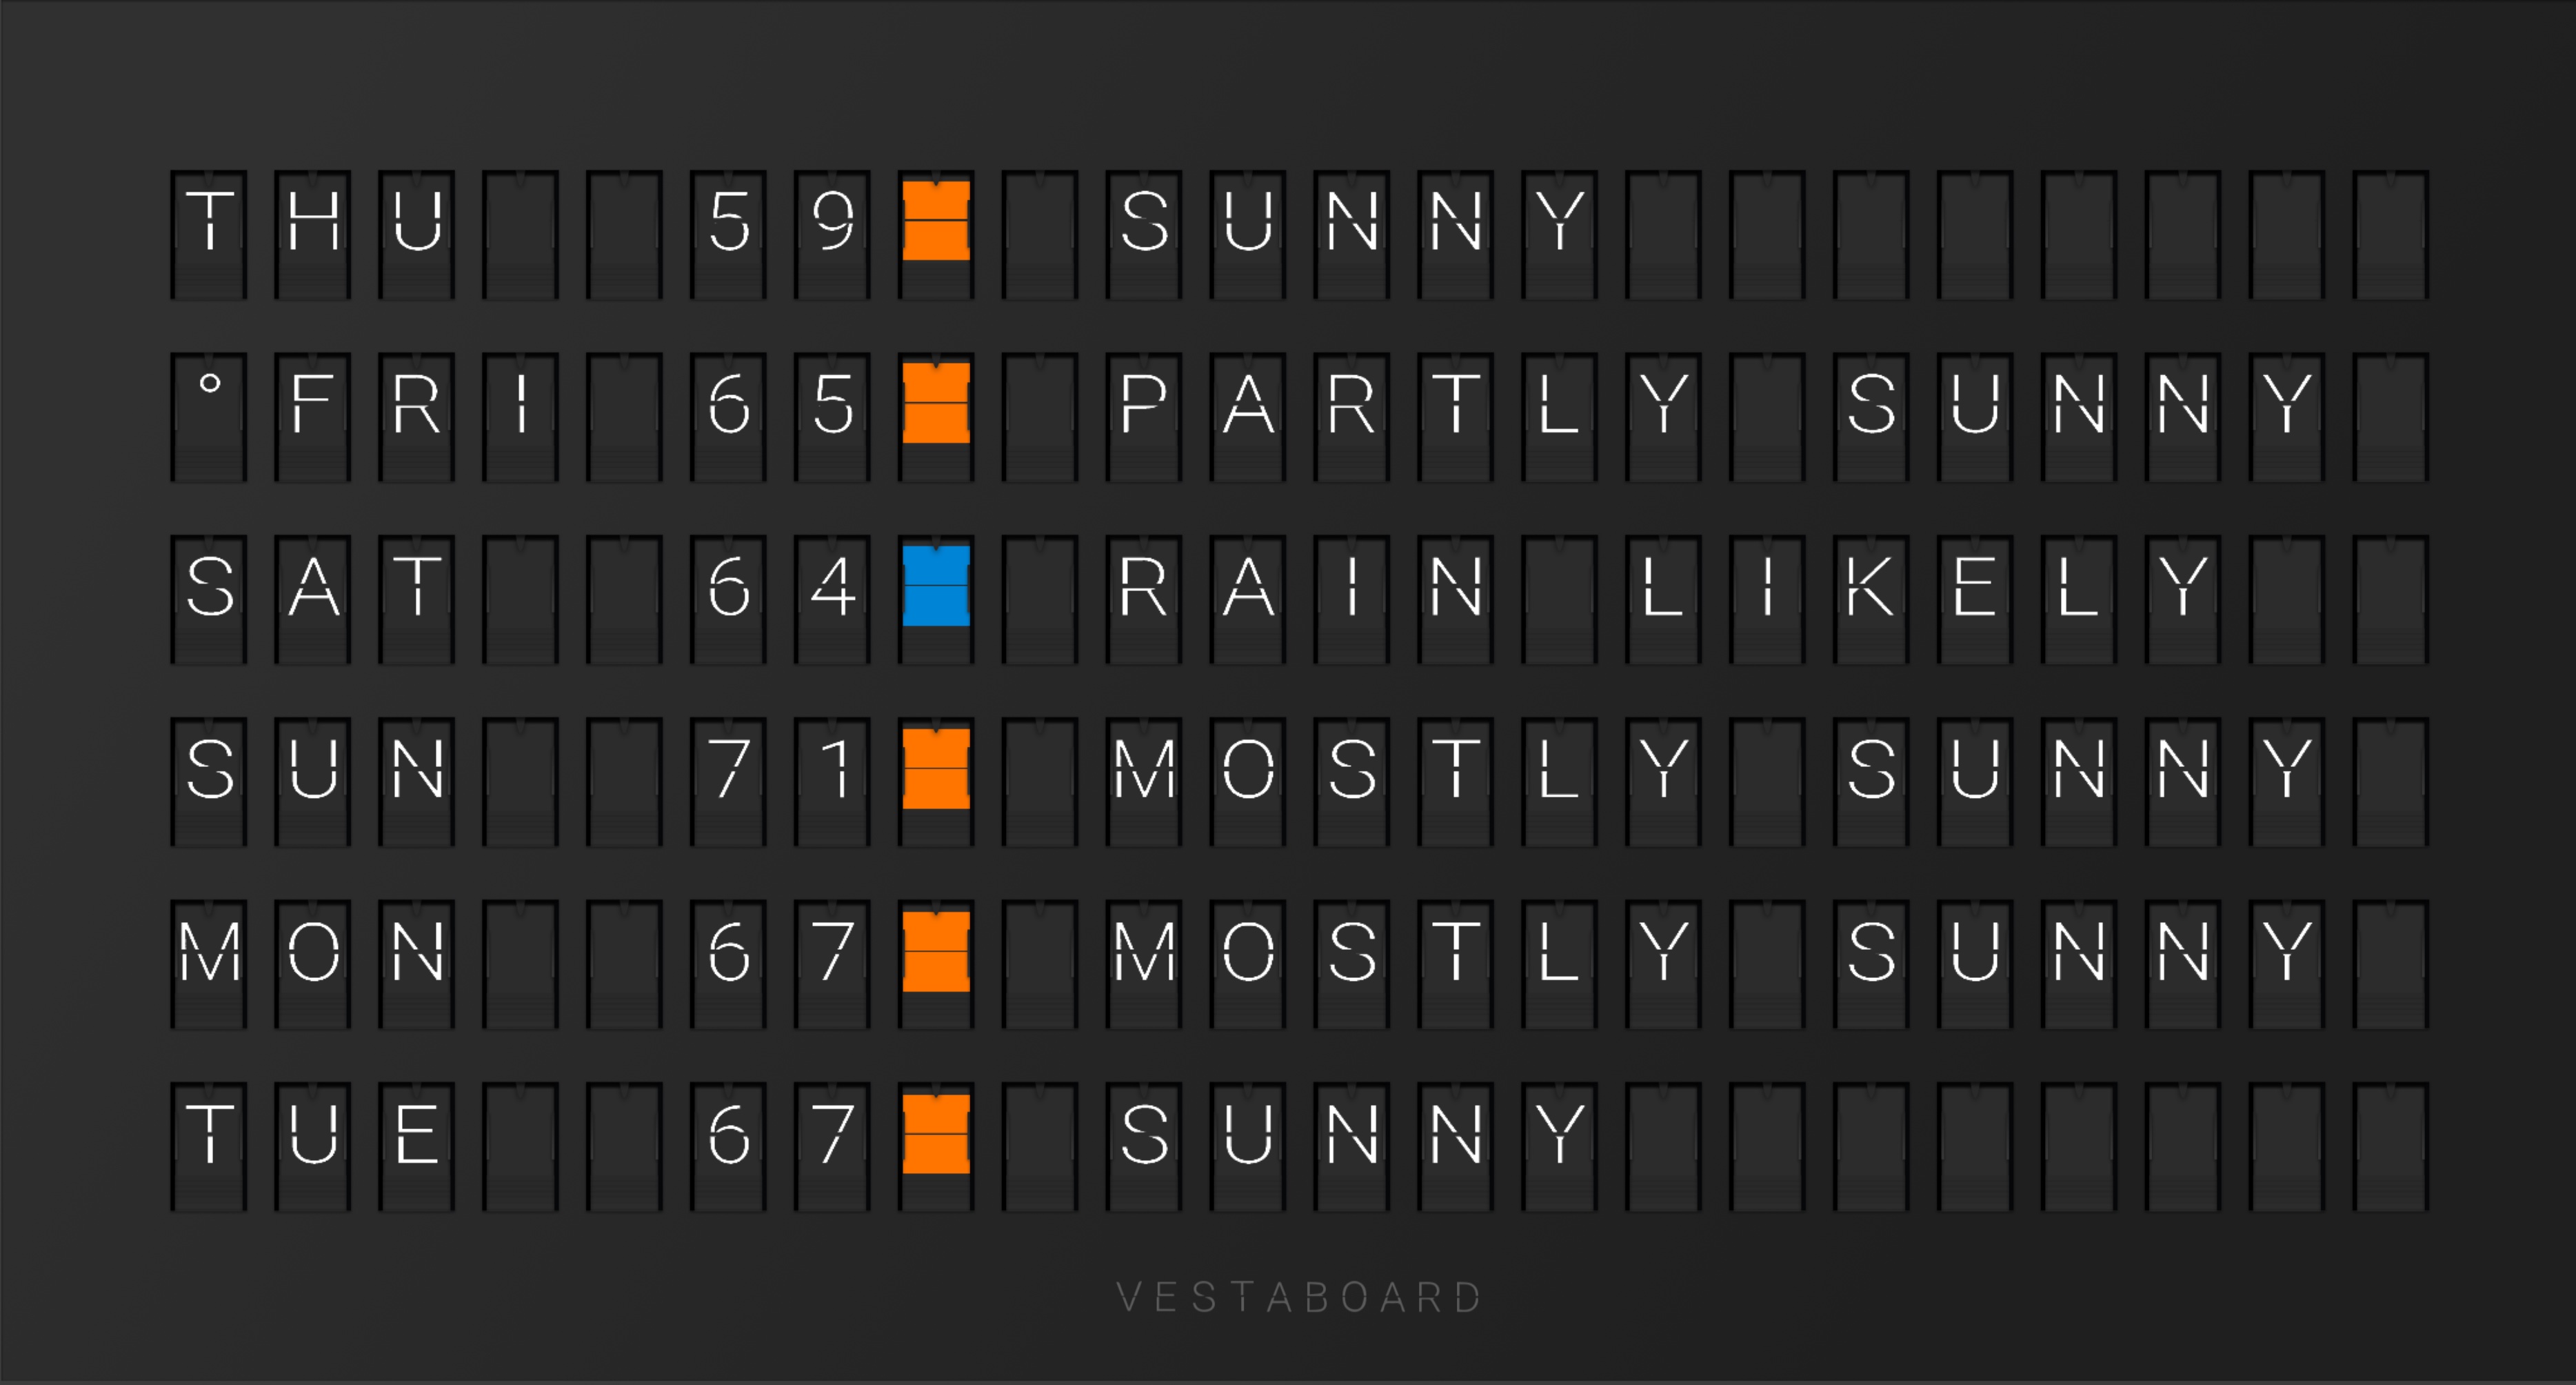 THU 59 SUNNY
°FRI 65 PARTLY SUNNY
SAT 64 RAIN LIKELY
SUN 71 MOSTLY SUNNY
MON 67 MOSTLY SUNNY
TUE 67 SUNNY
VESTABOARD